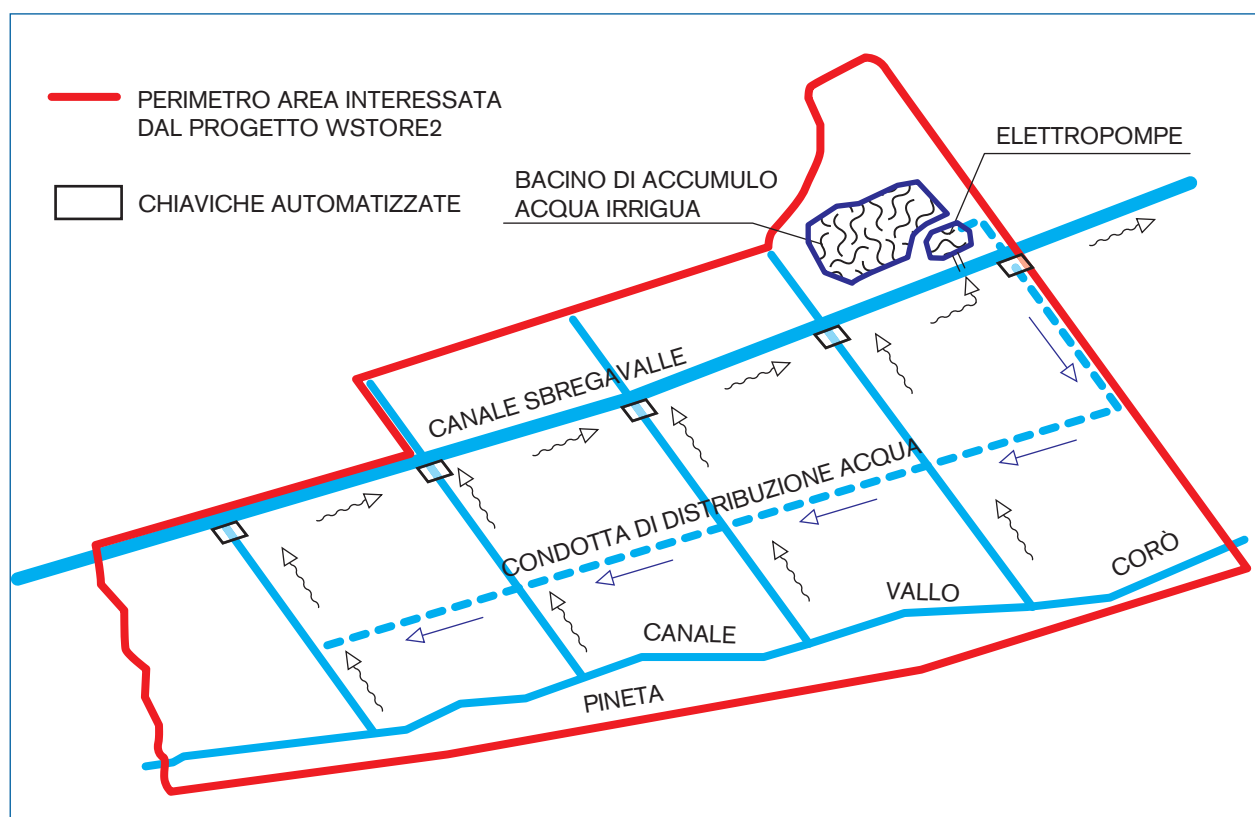 PERIMETRO AREA INTERESSATA
DAL PROGETTO WSTORE2
CHIAVICHE AUTOMATIZZATE
ELETTROPOMPE
BACINO DI ACCUMULO
ACQUA IRRIGUA
CANALE SBREGAVALLE
CONDOTTA DI DISTRIBUZIONE ACQUA
CANALE
VALLO
CORÒ
PINETA